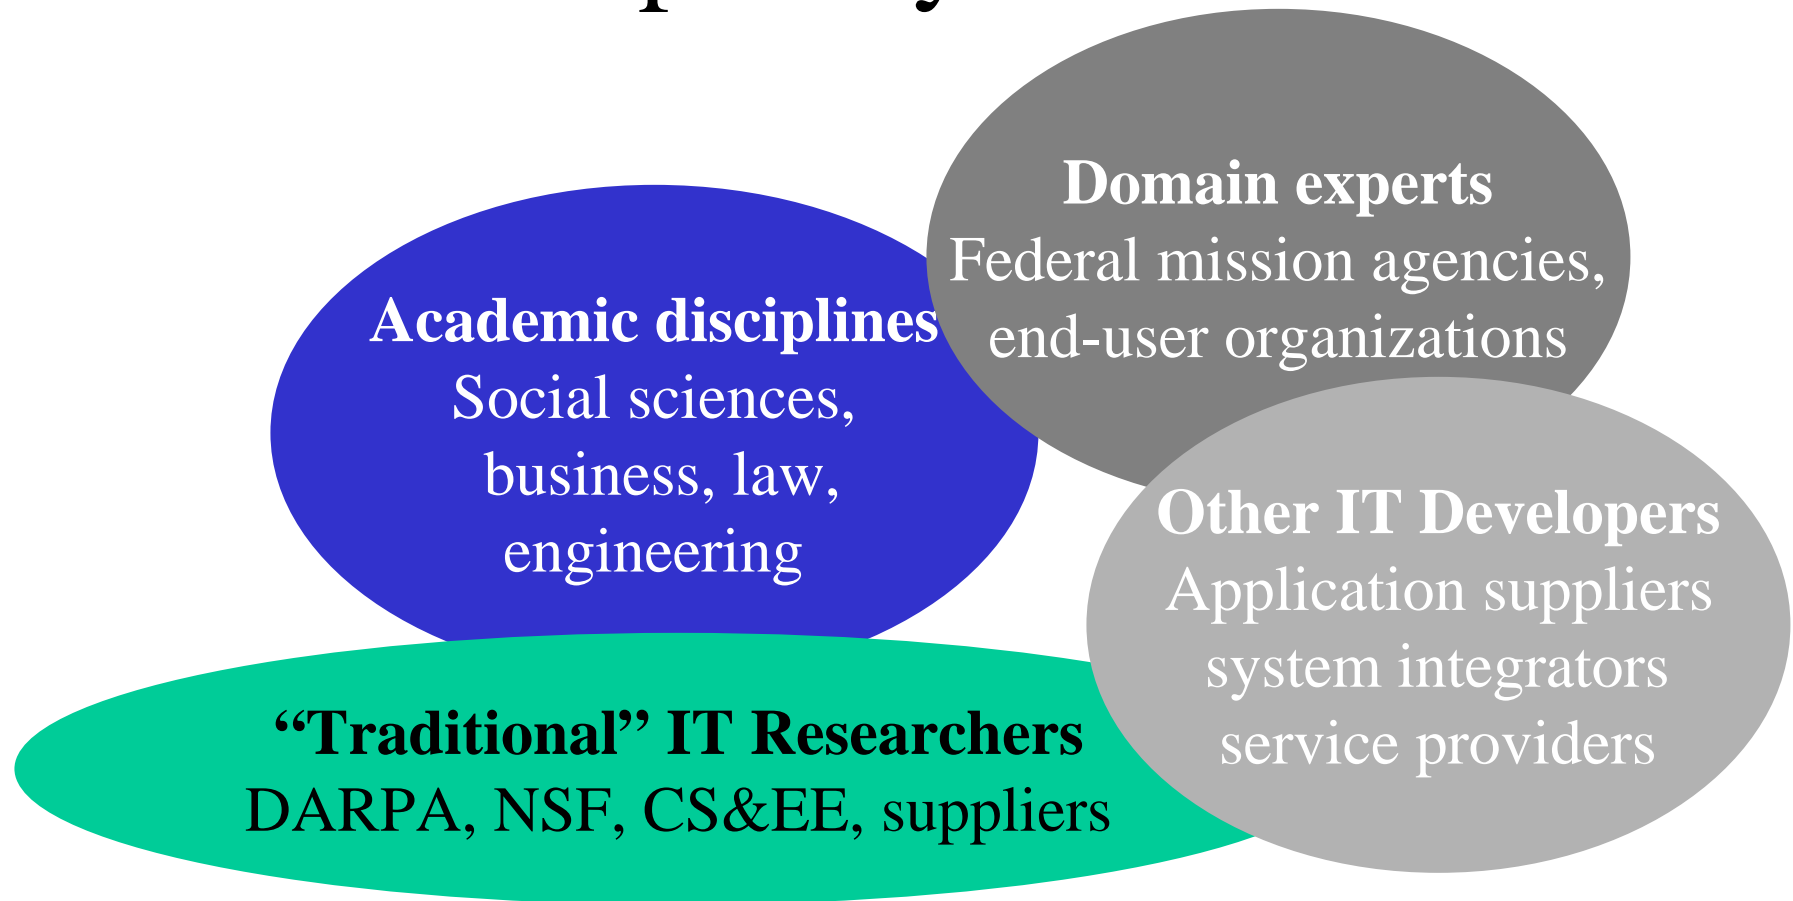 Domain experts
Federal mission agencies,
end-user organizations
Academic disciplines
Social sciences,
business, law,
engineering
Other IT Developers
Application suppliers
system integrators
service providers
“Traditional” IT Researchers
DARPA, NSF, CS&EE, suppliers